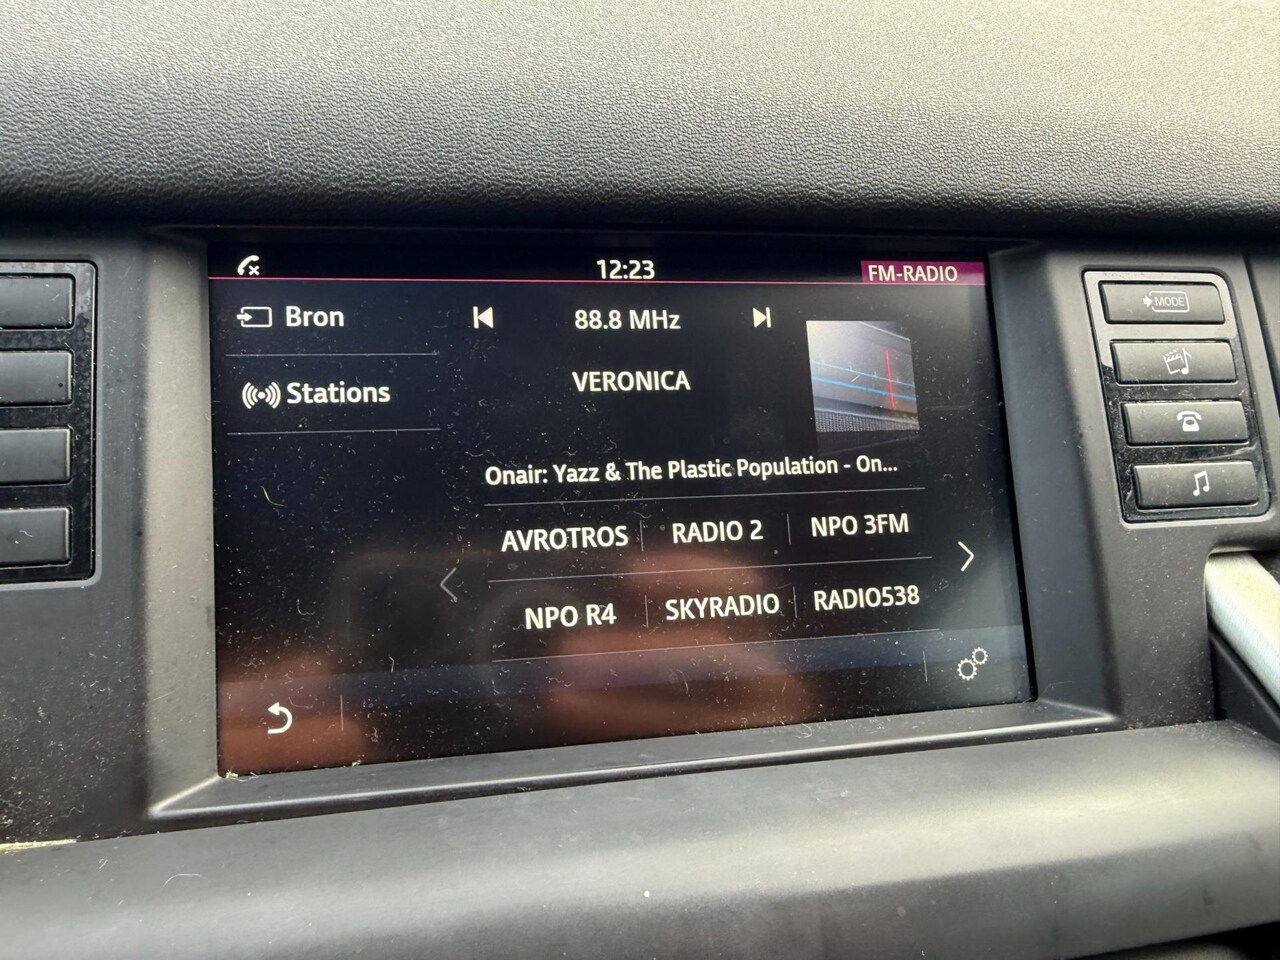 12:23
FM-RADIO
MODE
Bron
88.8 MHz
VERONICA
Stations
Onair: Yazz & The Plastic Population - On...
AVROTROS
RADIO 2
NPO 3FM
NPO R4
SKYRADIO
RADIO538